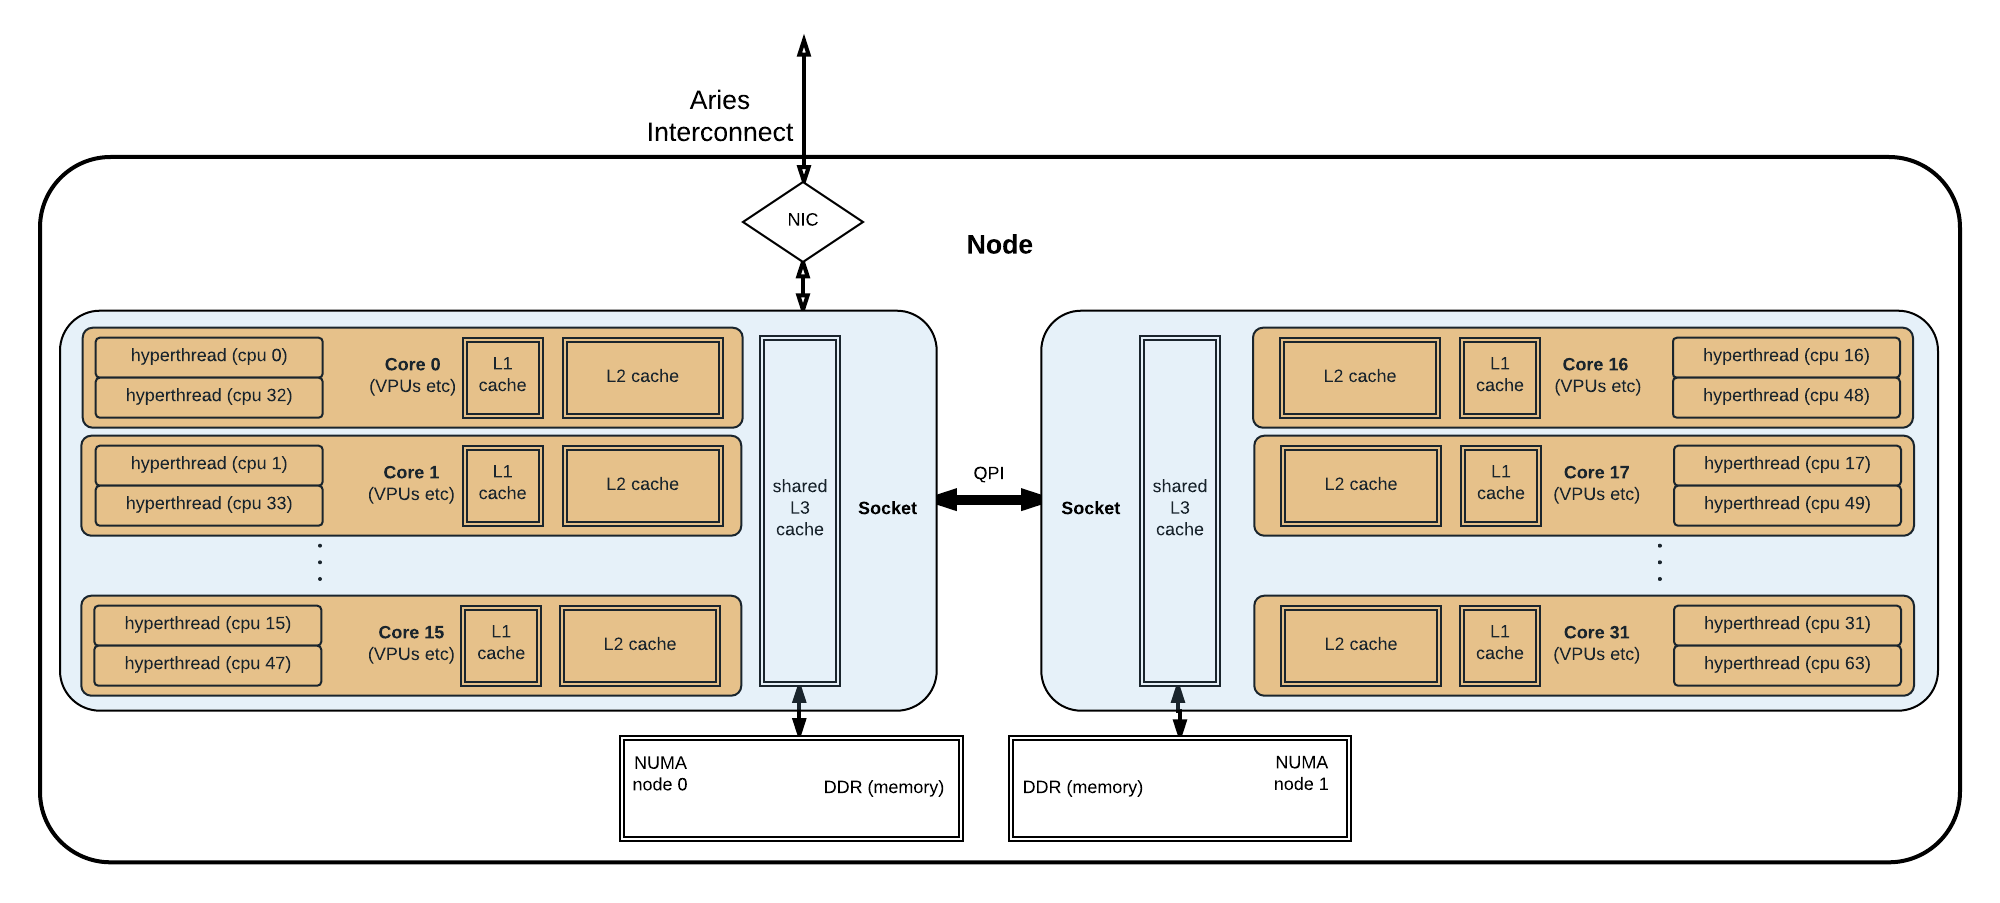 Aries
Interconnect
NIC
Node
hyperthread (cpu 0)
hyperthread (cpu 32)
Core 0
(VPUs etc)
L1
cache
L2 cache
hyperthread (cpu 1)
hyperthread (cpu 33)
Core 1
(VPUs etc)
L1
cache
L2 cache
hyperthread (cpu 15)
hyperthread (cpu 47)
Core 15
(VPUs etc)
L1
cache
L2 cache
shared
L3
cache
Socket
QPI
Socket
shared
L3
cache
L2 cache
L1
cache
Core 16
(VPUs etc)
hyperthread (cpu 16)
hyperthread (cpu 48)
L2 cache
L1
cache
Core 17
(VPUs etc)
hyperthread (cpu 17)
hyperthread (cpu 49)
L2 cache
L1
cache
Core 31
(VPUs etc)
hyperthread (cpu 31)
hyperthread (cpu 63)
NUMA
node 0
DDR (memory)
DDR (memory)
NUMA
node 1